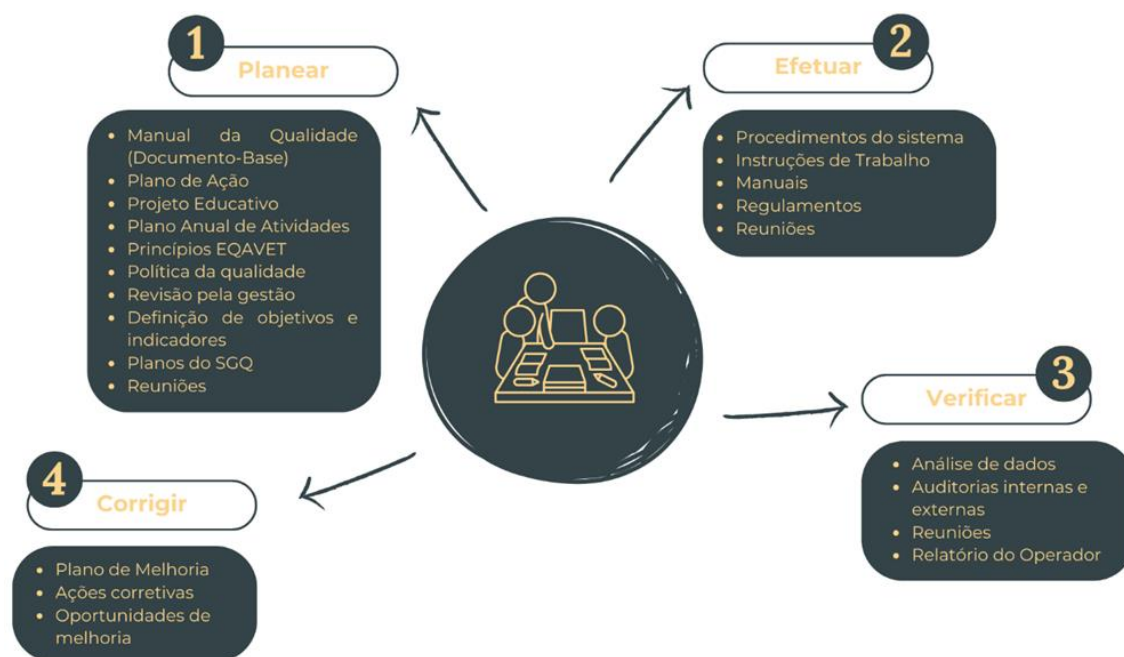 1
Planear
• Manual da Qualidade
(Documento-Base)
• Plano de Ação
• Projeto Educativo
• Plano Anual de Atividades
• Princípios EQAVET
• Política da qualidade
• Revisão pela gestão
• Definição de objetivos e
indicadores
• Planos do SGQ
• Reuniões
2
Efetuar
• Procedimentos do sistema
• Instruções de Trabalho
• Manuais
• Regulamentos
• Reuniões
3
Verificar
• Análise de dados
• Auditorias internas e
externas
• Reuniões
• Relatório do Operador
4
Corrigir
• Plano de Melhoria
• Ações corretivas
• Oportunidades de
melhoria